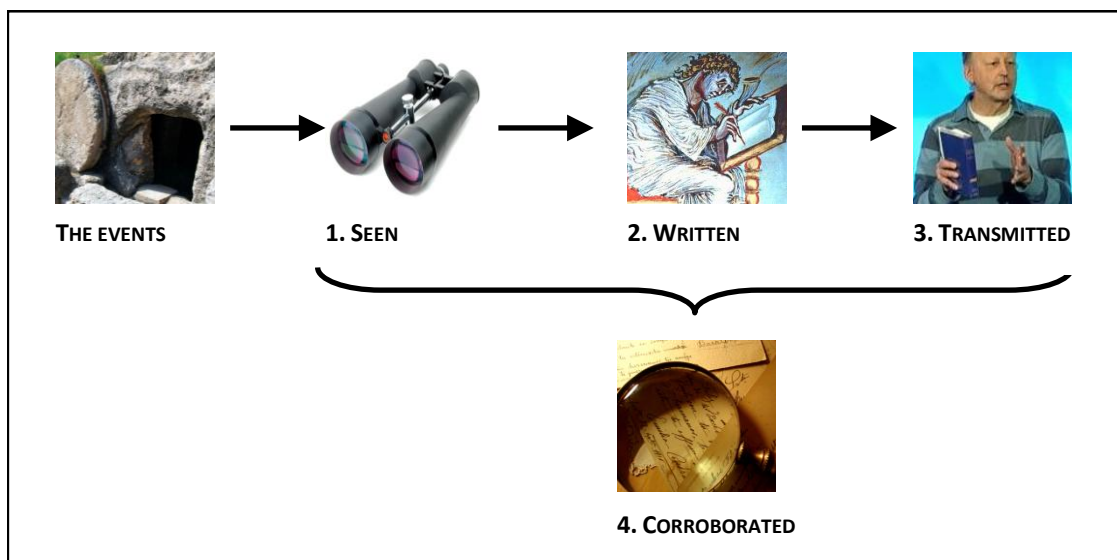 THE EVENTS
1. SEEN
2. WRITTEN
3. TRANSMITTED
4. CORROBORATED